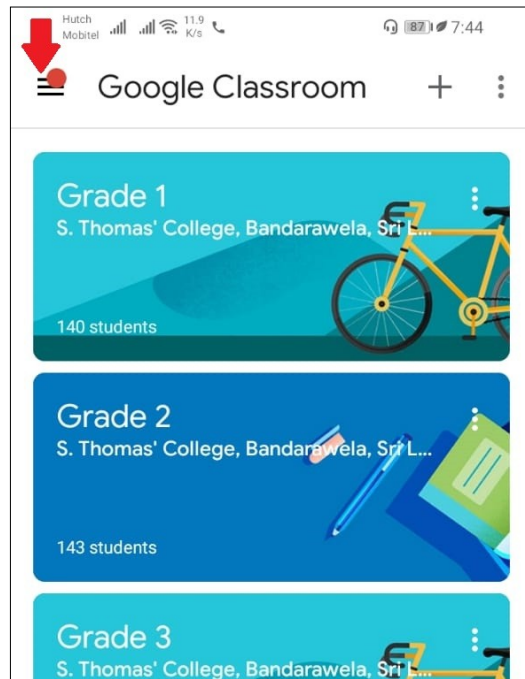 Hutch
Mobitel
11.9
K/s
87
7:44
Google Classroom
Grade 1
S. Thomas' College, Bandarawela, Sri L...
140 students
Grade 2
S. Thomas' College, Bandarawela, Sri L...
143 students
Grade 3
S. Thomas' College, Bandarawela, Sri L...